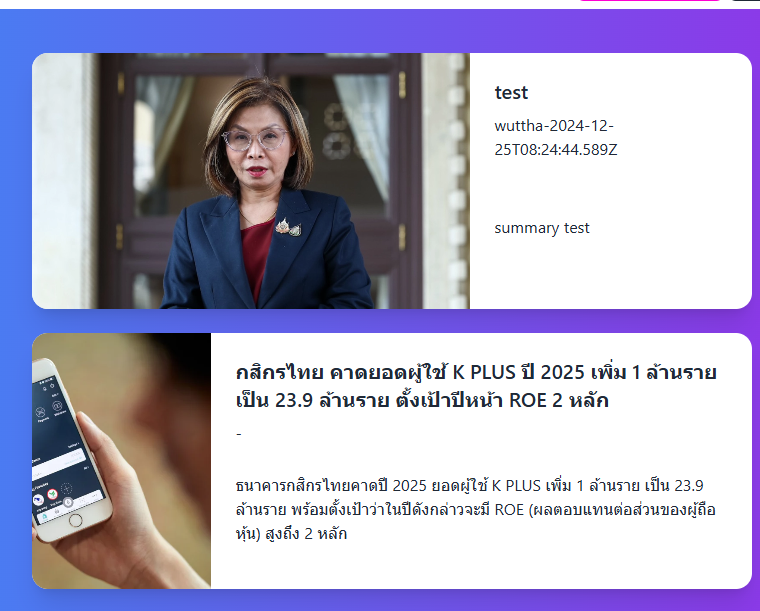 test
wuttha-2024-12-
25T08:24:44.589Z
summary test
กสิกรไทย คาดยอดผู้ใช้ K PLUS ปี 2025 เพิ่ม 1 ล้านราย
เป็น 23.9 ล้านราย ตั้งเป้าปีหน้า ROE 2 หลัก
-
ธนาคารกสิกรไทยคาดปี 2025 ยอดผู้ใช้ K PLUS เพิ่ม 1 ล้านราย เป็น 23.9
ล้านราย พร้อมตั้งเป้าว่าในปีดังกล่าวจะมี ROE (ผลตอบแทนต่อส่วนของผู้ถือ
หุ้น) สูงถึง 2 หลัก